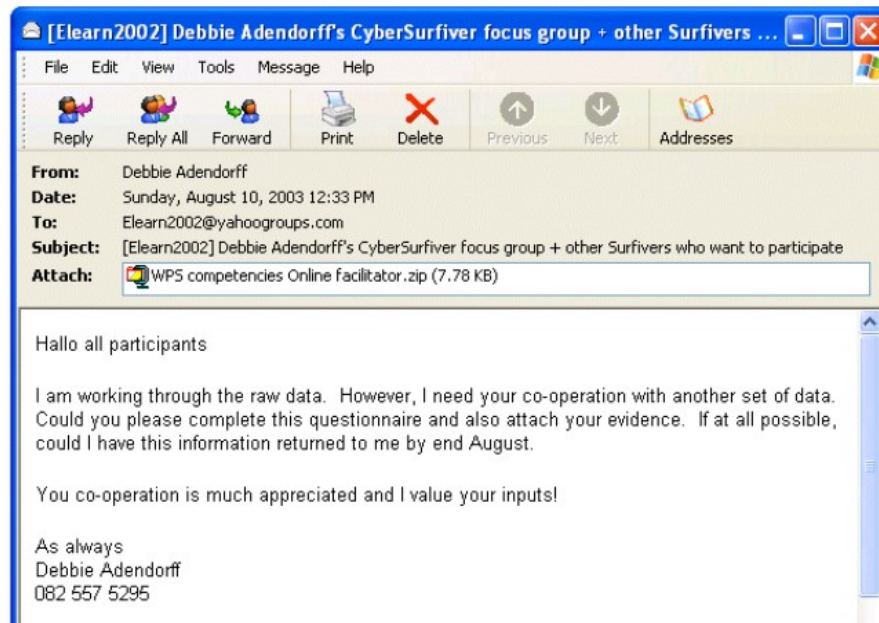 [Elearn2002] Debbie Adendorff's CyberSurfiver focus group + other Surfivers ...
File Edit View Tools Message Help
Reply Reply All Forward Print Delete Previous Next Addresses
From: Debbie Adendorff
Date: Sunday, August 10, 2003 12:33 PM
To: Elearn2002@yahoogroups.com
Subject: [Elearn2002] Debbie Adendorff's CyberSurfiver focus group + other Surfivers who want to participate
Attach: WPS competencies Online facilitator.zip (7.78 KB)
Hallo all participants
I am working through the raw data. However, I need your co-operation with another set of data.
Could you please complete this questionnaire and also attach your evidence. If at all possible,
could I have this information returned to me by end August.
You co-operation is much appreciated and I value your inputs!
As always
Debbie Adendorff
082 557 5295